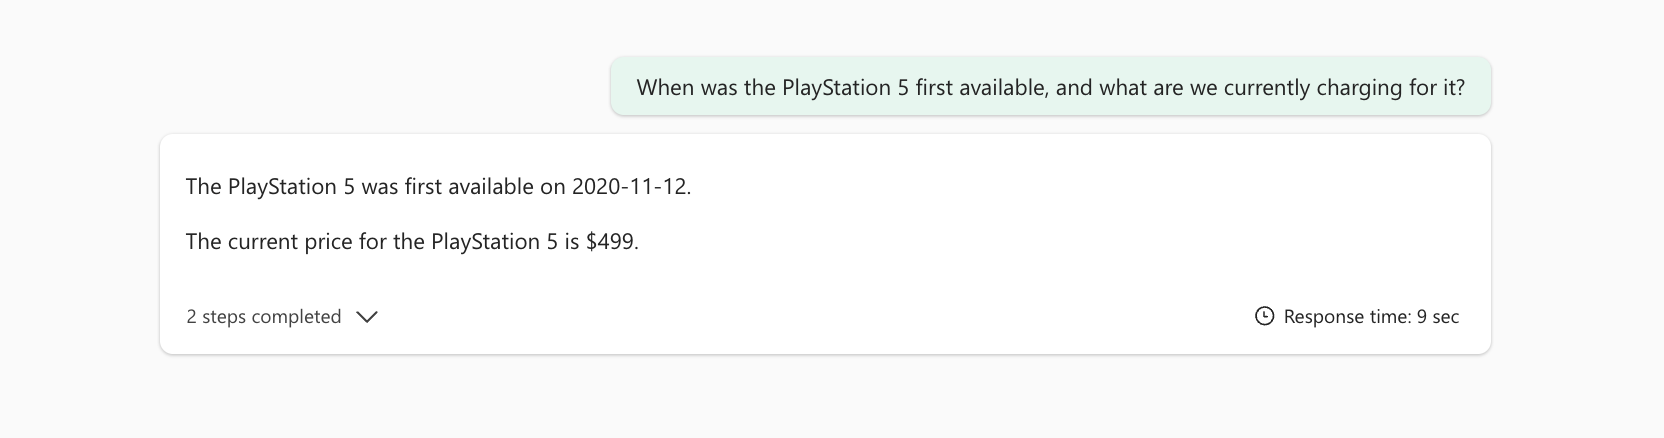 When was the PlayStation 5 first available, and what are we currently charging for it?
The PlayStation 5 was first available on 2020-11-12.
The current price for the PlayStation 5 is $499.
2 steps completed
Response time: 9 sec